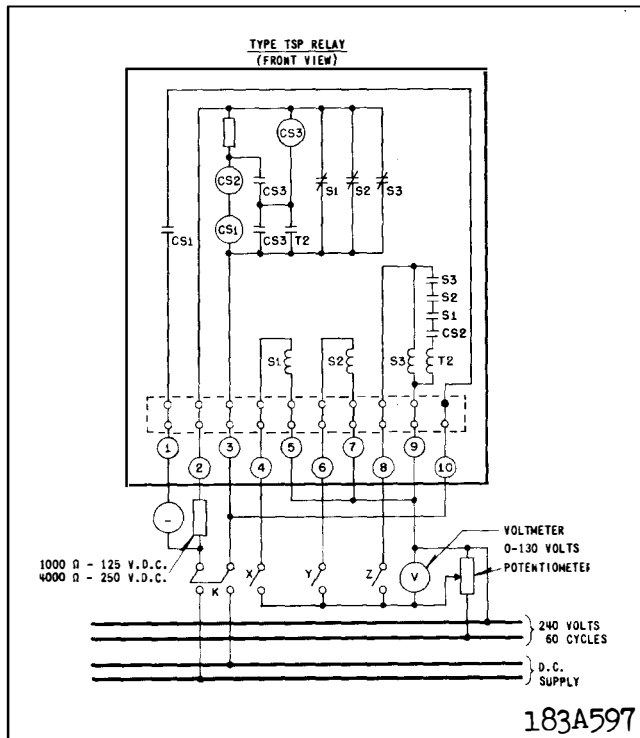 TYPE TSP RELAY
(FRONT VIEW)
CS3
CS2
CS3
S1
S2
S3
CS1
CS1
CS3
T2
S3
S2
S1
CS2
S1
S2
S3
T2
1
2
3
4
5
6
7
8
9
10
1000 Ω - 125 V.D.C.
4000 Ω - 250 V.D.C.
K
X
Y
Z
V
VOLTMETER
0-130 VOLTS
POTENTIOMETER
240 VOLTS
60 CYCLES
D.C.
SUPPLY
183A597